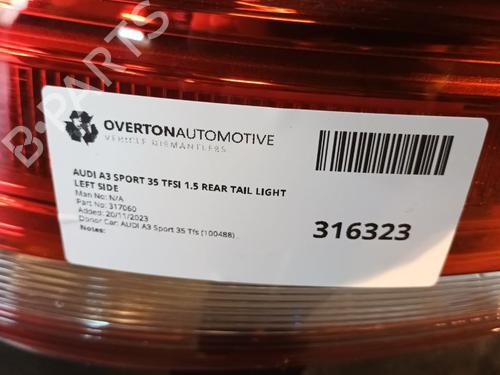 B-PARTS
OVERTONAUTOMOTIVE
VEHICLE DISMANTLERS
AUDI A3 SPORT 35 TFSI 1.5 REAR TAIL LIGHT
LEFT SIDE
Man No: N/A
Part No: 317060
Added: 20/11/2023
Donor Car: AUDI A3 Sport 35 Tfs (100488)
Notes:
316323